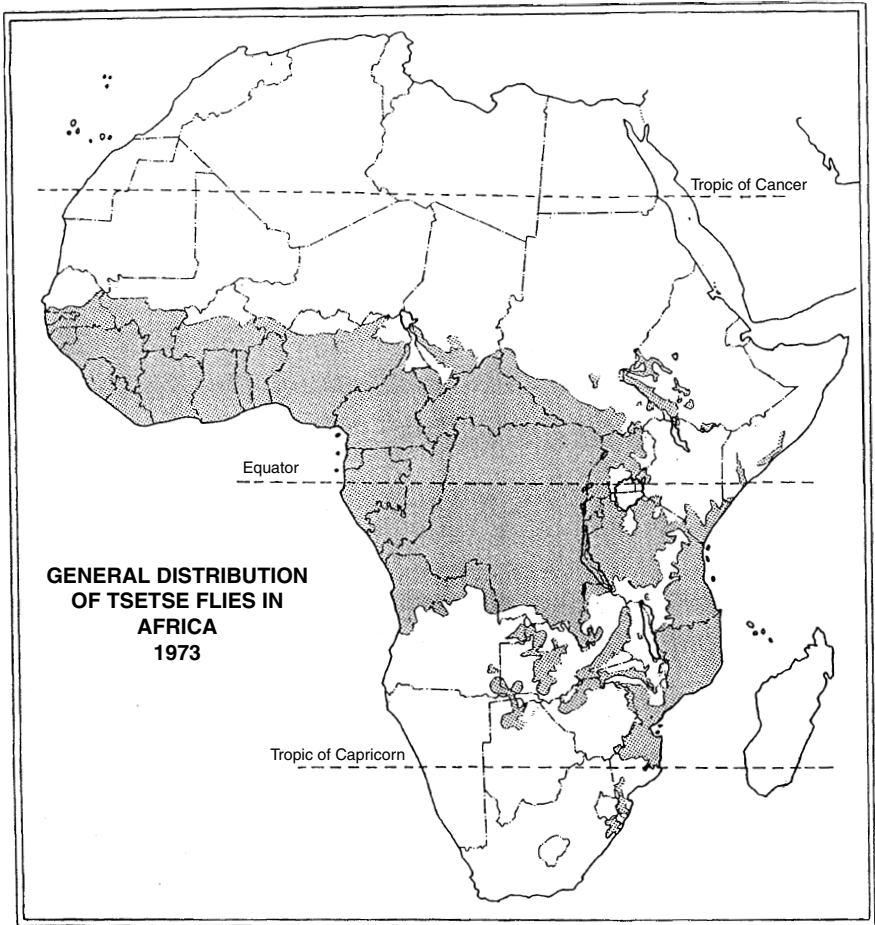 Tropic of Cancer
Equator
GENERAL DISTRIBUTION
OF TSETSE FLIES IN
AFRICA
1973
Tropic of Capricorn